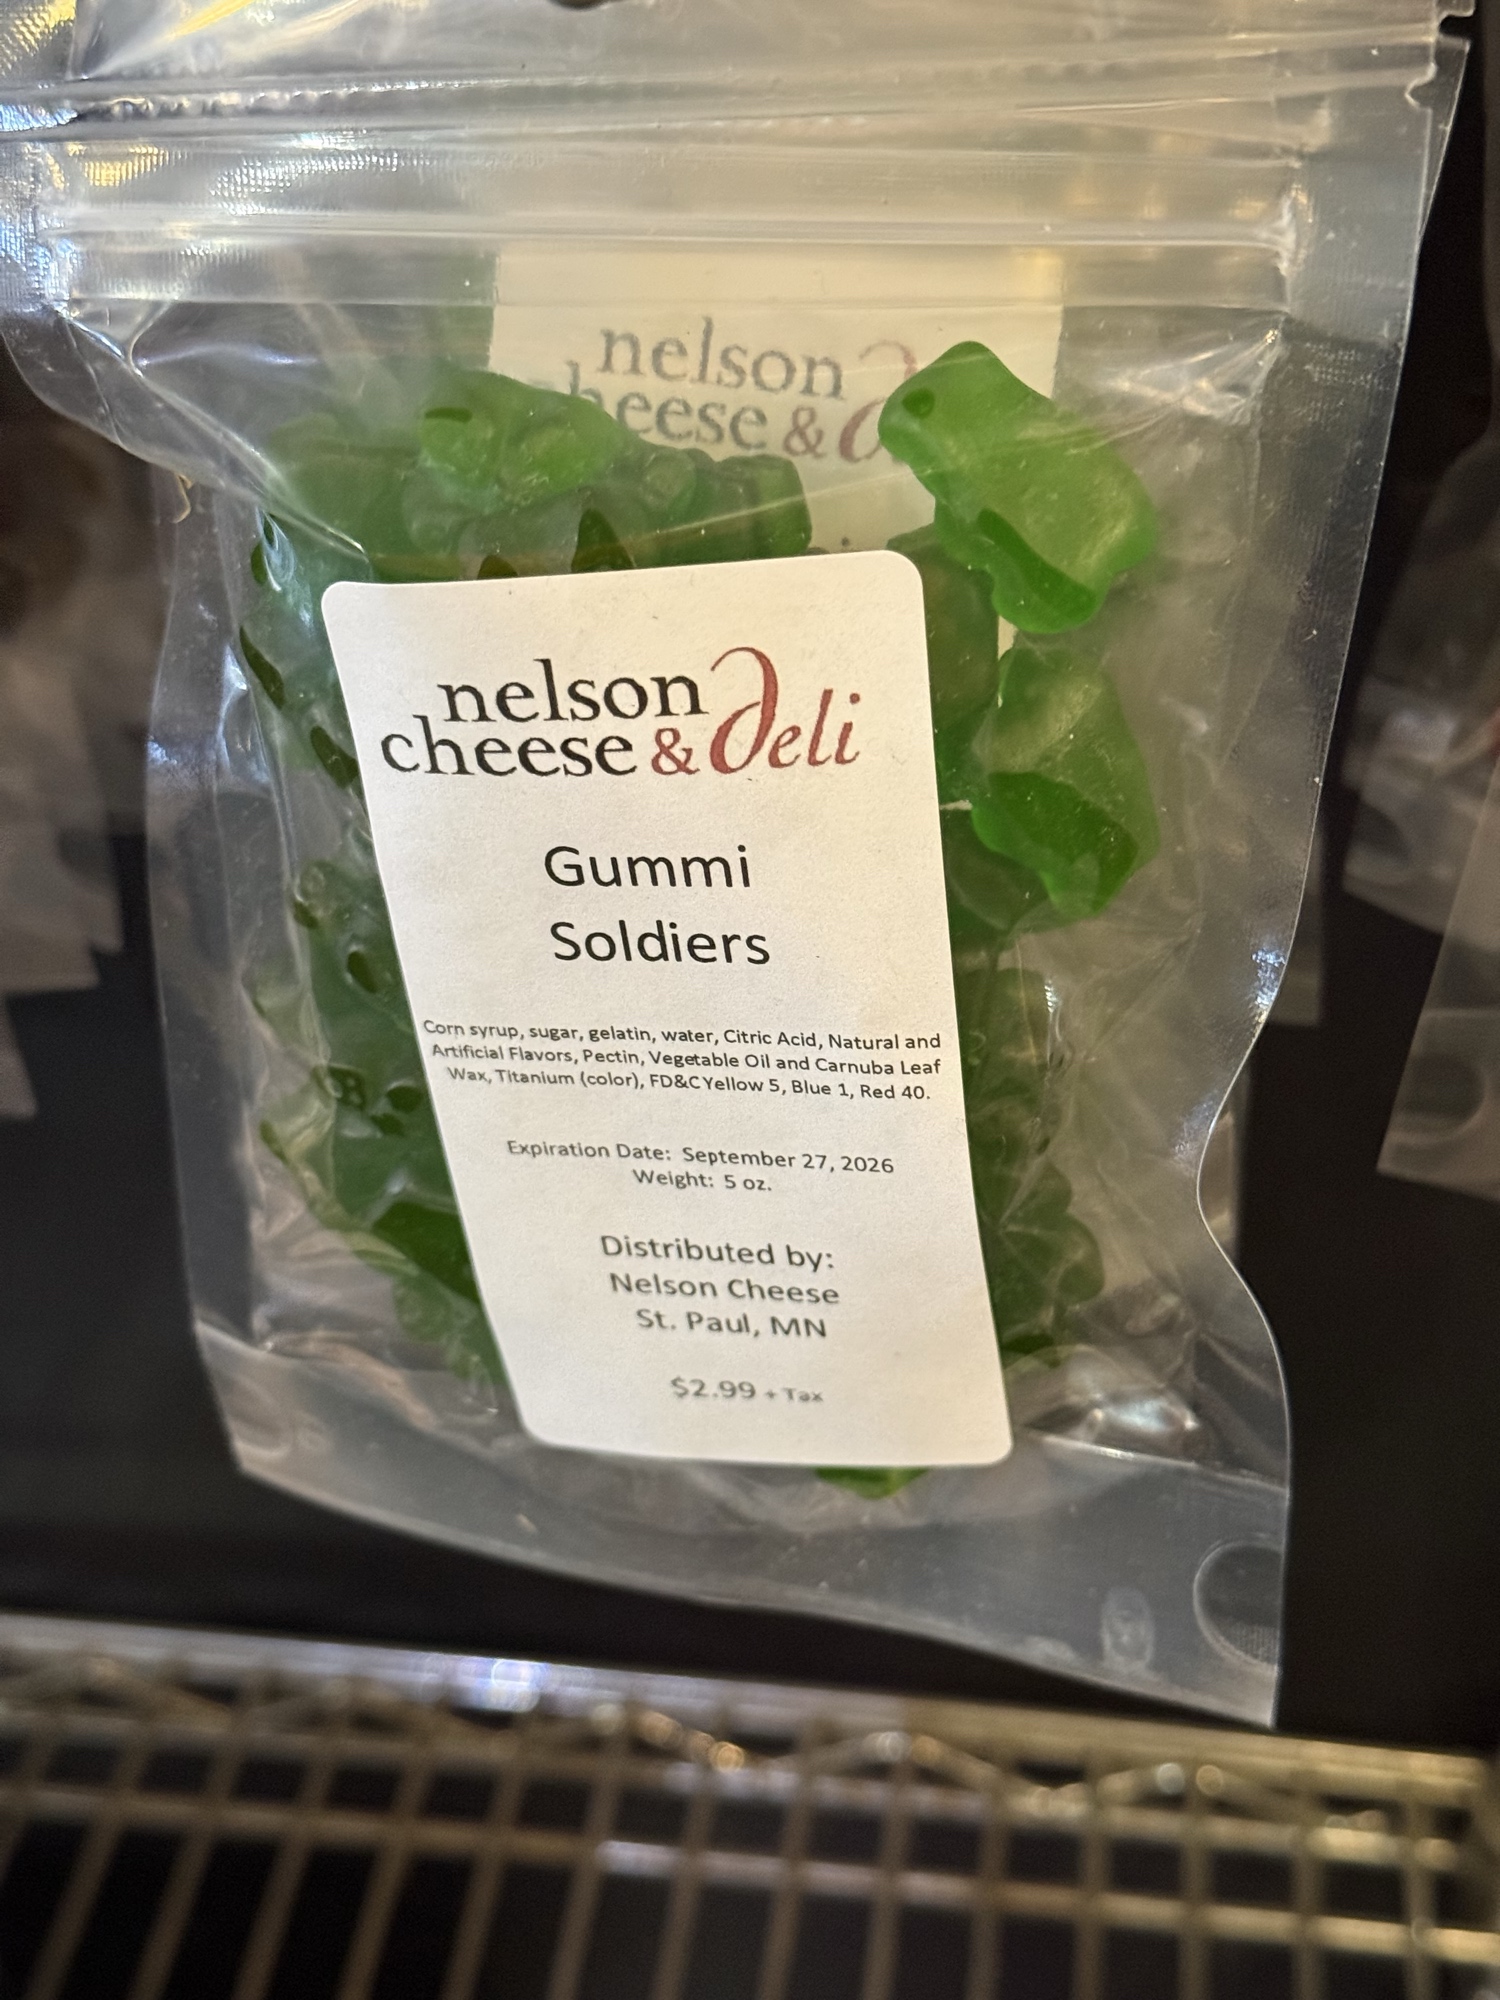 nelson
cheese &
nelson
cheese & deli
Gummi
Soldiers
Corn syrup, sugar, gelatin, water, Citric Acid, Natural and
Artificial Flavors, Pectin, Vegetable Oil and Carnuba Leaf
Wax, Titanium (color), FD&C Yellow 5, Blue 1, Red 40.
Expiration Date: September 27, 2026
Weight: 5 oz.
Distributed by:
Nelson Cheese
St. Paul, MN
$2.99 + Tax